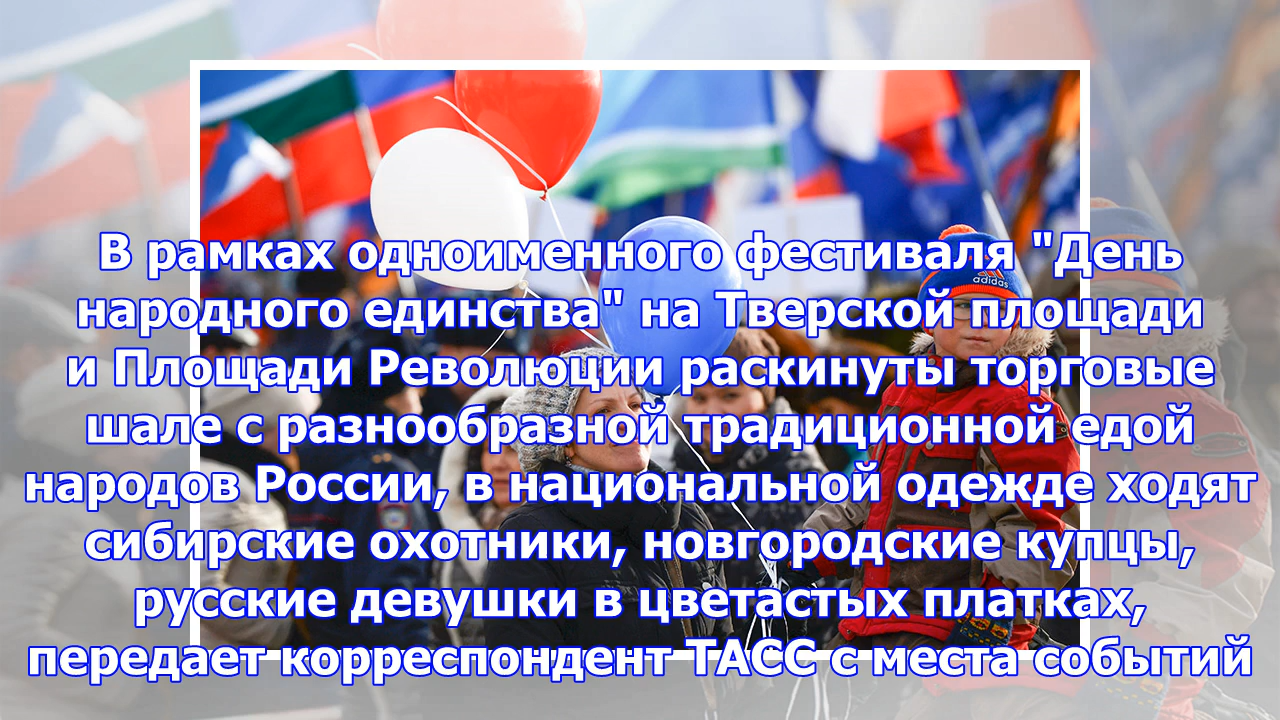 В рамках одноименного фестиваля "День
народного единства" на Тверской площади
и Площади Революции раскинуты торговые
шале с разнообразной традиционной едой
народов России, в национальной одежде ходят
сибирские охотники, новгородские купцы,
русские девушки в цветастых платках,
передает корреспондент ТАСС с места событий
adidas